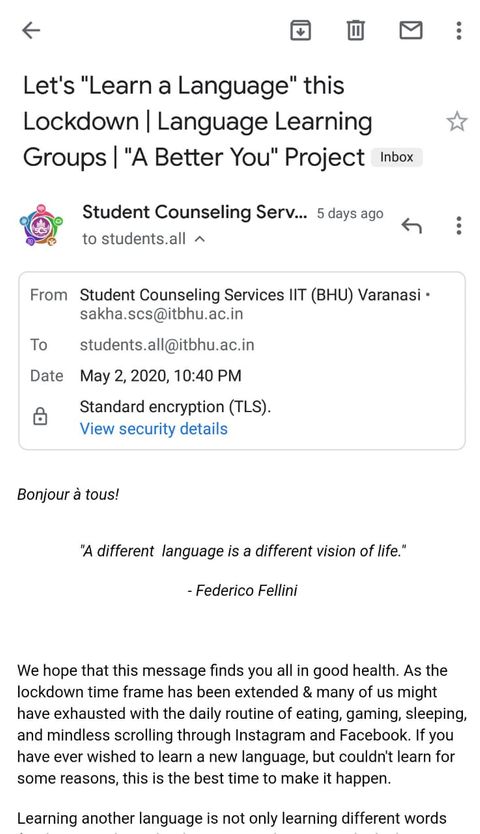 Let's "Learn a Language" this
Lockdown | Language Learning
Groups | "A Better You" Project Inbox
Student Counseling Serv... 5 days ago
to students.all
From Student Counseling Services IIT (BHU) Varanasi •
sakha.scs@itbhu.ac.in
To students.all@itbhu.ac.in
Date May 2, 2020, 10:40 PM
Standard encryption (TLS).
View security details
Bonjour à tous!
"A different  language is a different vision of life."
- Federico Fellini
We hope that this message finds you all in good health. As the
lockdown time frame has been extended & many of us might
have exhausted with the daily routine of eating, gaming, sleeping,
and mindless scrolling through Instagram and Facebook. If you
have ever wished to learn a new language, but couldn't learn for
some reasons, this is the best time to make it happen.
Learning another language is not only learning different words